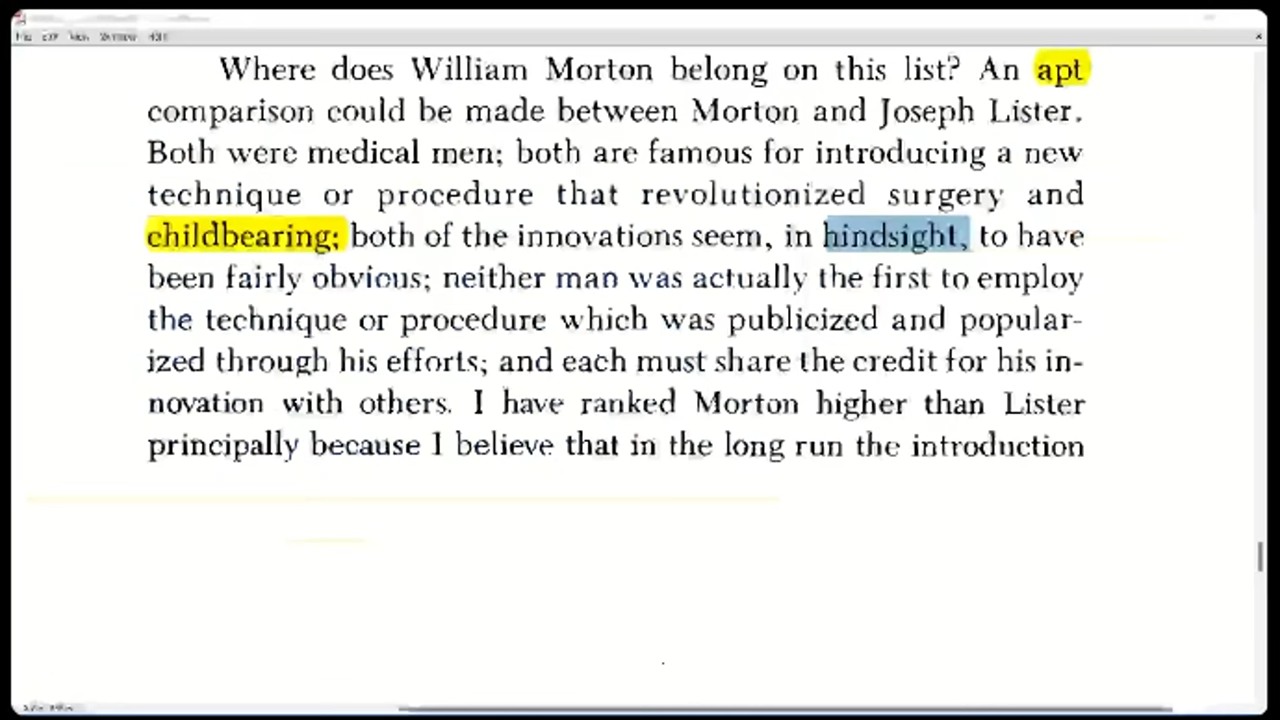 Where does William Morton belong on this list? An apt
comparison could be made between Morton and Joseph Lister.
Both were medical men; both are famous for introducing a new
technique or procedure that revolutionized surgery and
childbearing; both of the innovations seem, in hindsight, to have
been fairly obvious; neither man was actually the first to employ
the technique or procedure which was publicized and popular-
ized through his efforts; and each must share the credit for his in-
novation with others. I have ranked Morton higher than Lister
principally because I believe that in the long run the introduction